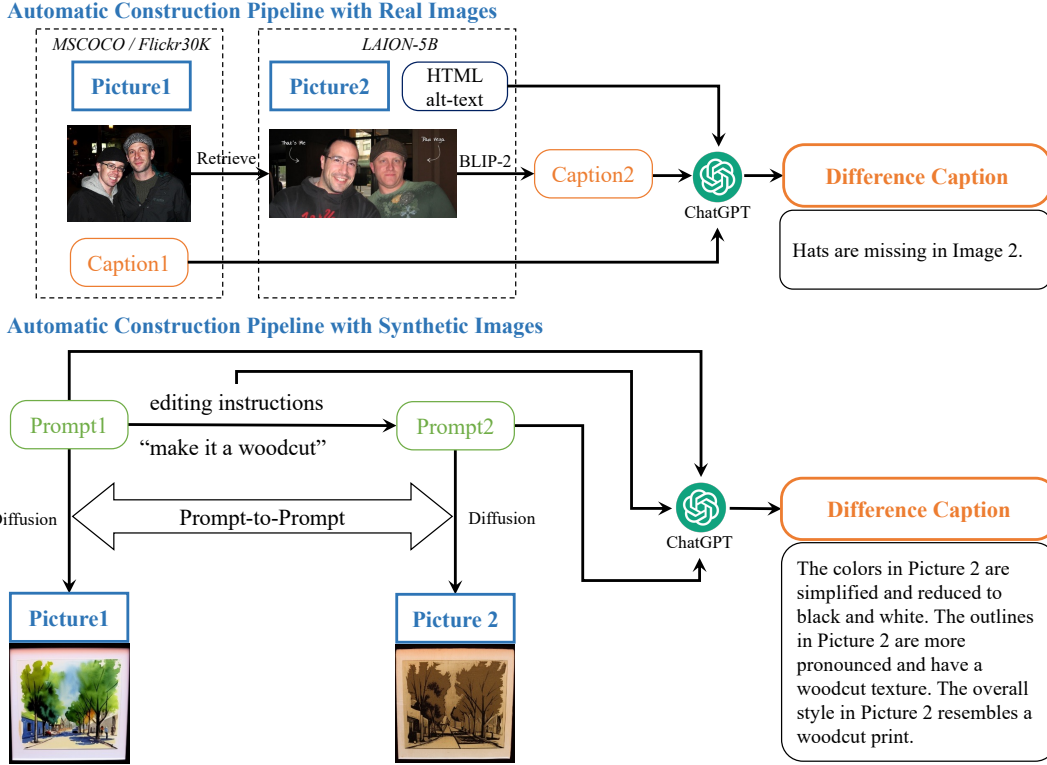 Automatic Construction Pipeline with Real Images
MSCOCO / Flickr30K
LAION-5B
Picture1
Picture2
HTML
alt-text
That's Me
Retrieve
BLIP-2
Caption2
ChatGPT
Difference Caption
Caption1
Hats are missing in Image 2.
Automatic Construction Pipeline with Synthetic Images
Prompt1
editing instructions
"make it a woodcut"
Prompt2
Diffusion
Prompt-to-Prompt
Diffusion
ChatGPT
Difference Caption
Picture1
Picture 2
The colors in Picture 2 are
simplified and reduced to
black and white. The outlines
in Picture 2 are more
pronounced and have a
woodcut texture. The overall
style in Picture 2 resembles a
woodcut print.